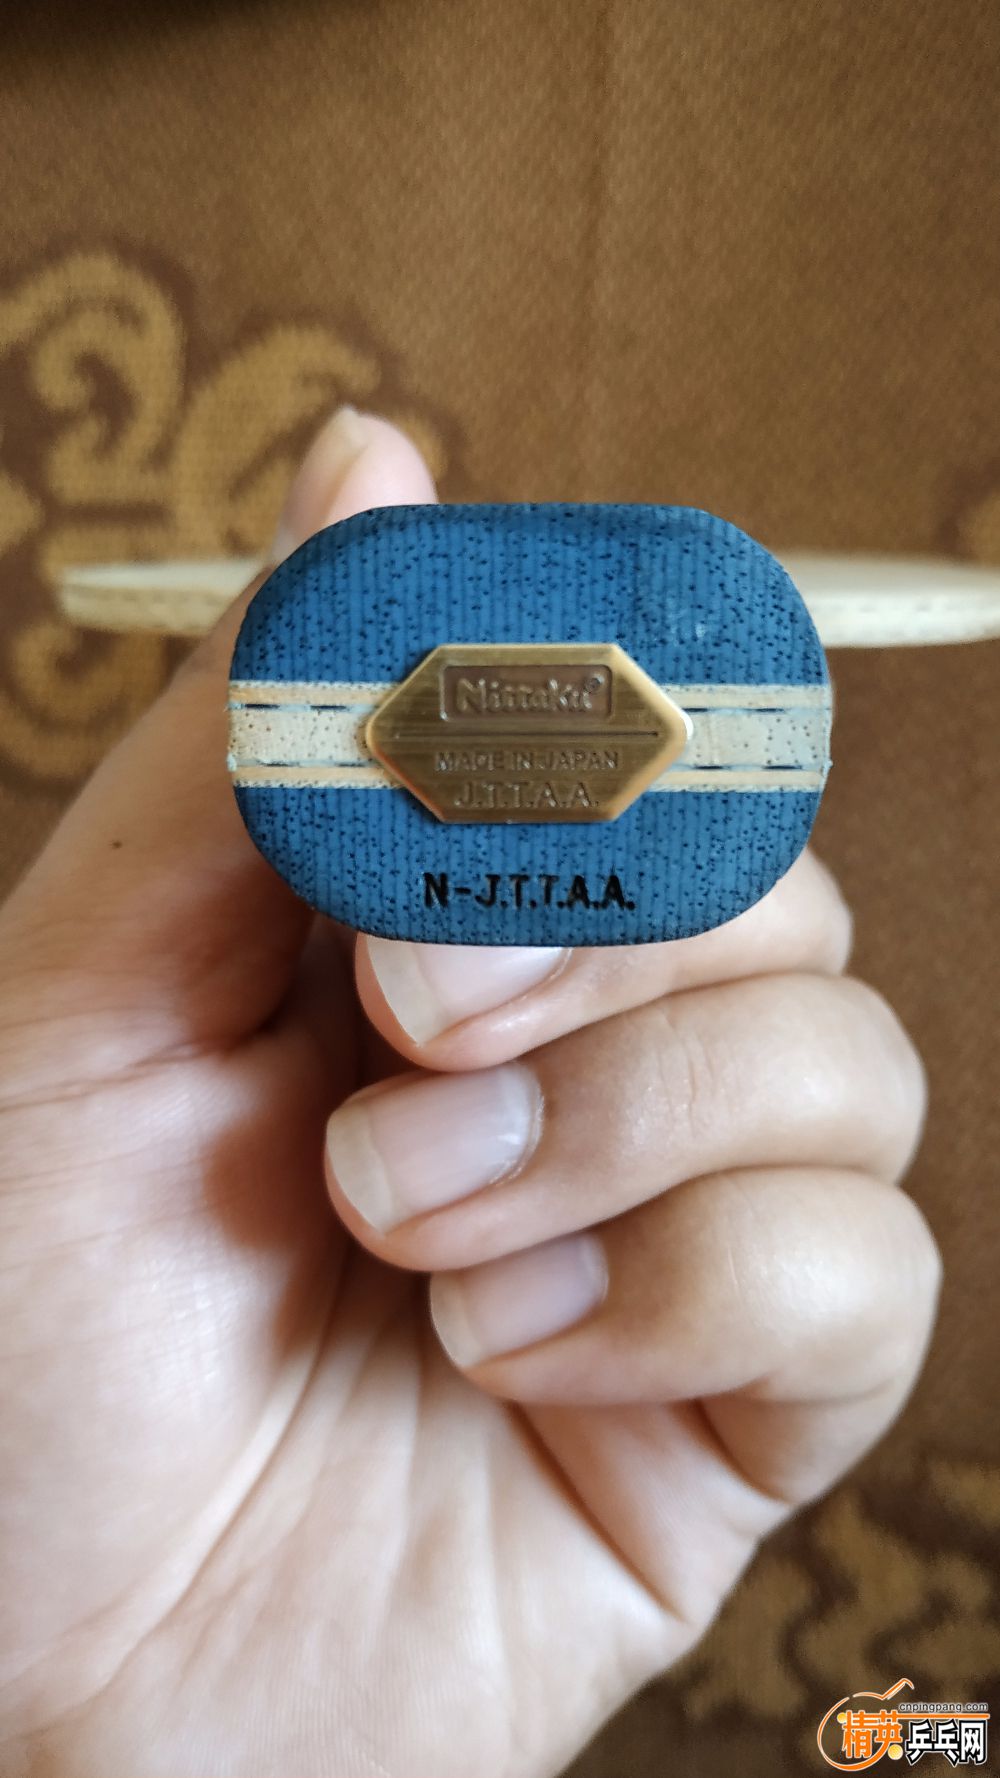 Nittaku
MADE IN JAPAN
J.T.T.A.A.
N-J.T.T.A.A.
cnpingpang.com
精英乒乓网